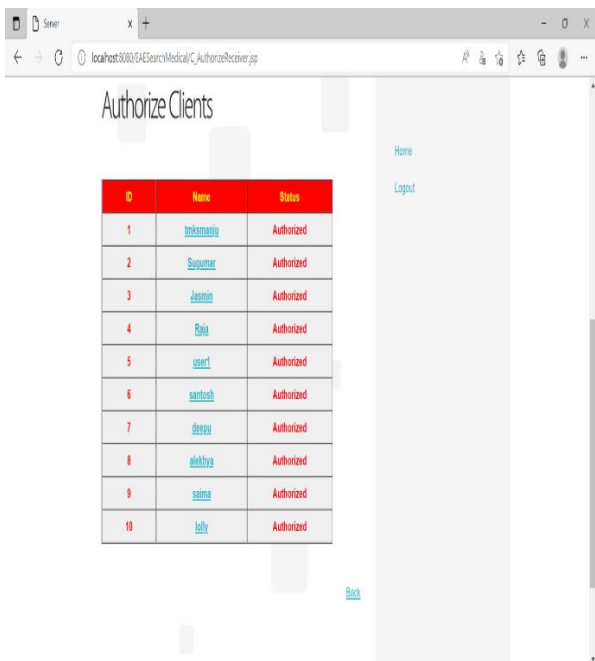 Server
localhost:8080/EAESearchMedical/C_AuthorizeReceiver.jsp
Authorize Clients
Home
Logout
ID Name Status
1 tmksmanju Authorized
2 Sugumar Authorized
3 Jasmin Authorized
4 Raja Authorized
5 user1 Authorized
6 santosh Authorized
7 deepu Authorized
8 alekhya Authorized
9 saima Authorized
10 lolly Authorized
Back